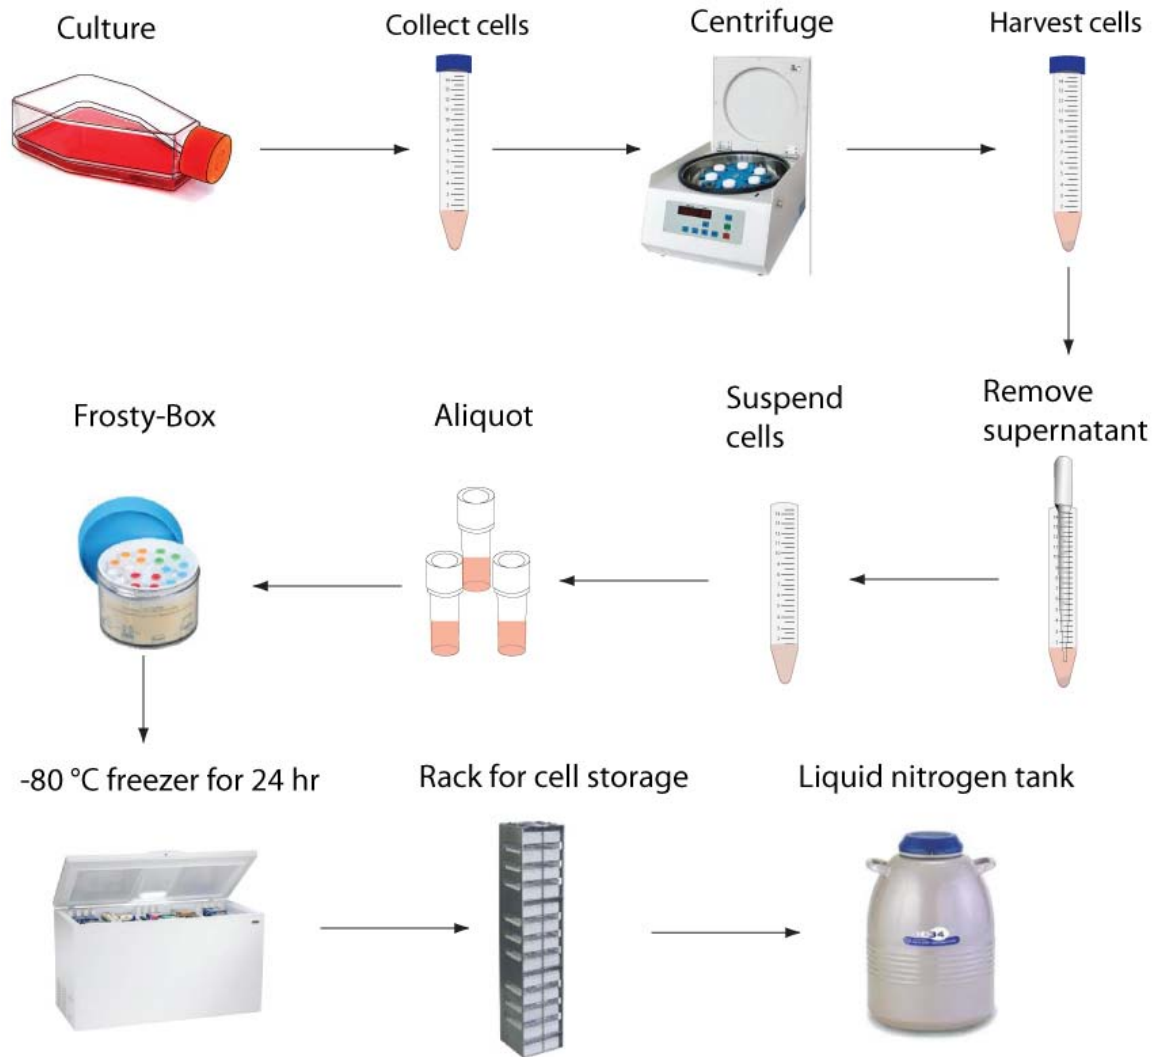 Culture
Collect cells
Centrifuge
Harvest cells
Remove
supernatant
Suspend
cells
Aliquot
Frosty-Box
-80 °C freezer for 24 hr
Rack for cell storage
Liquid nitrogen tank
34